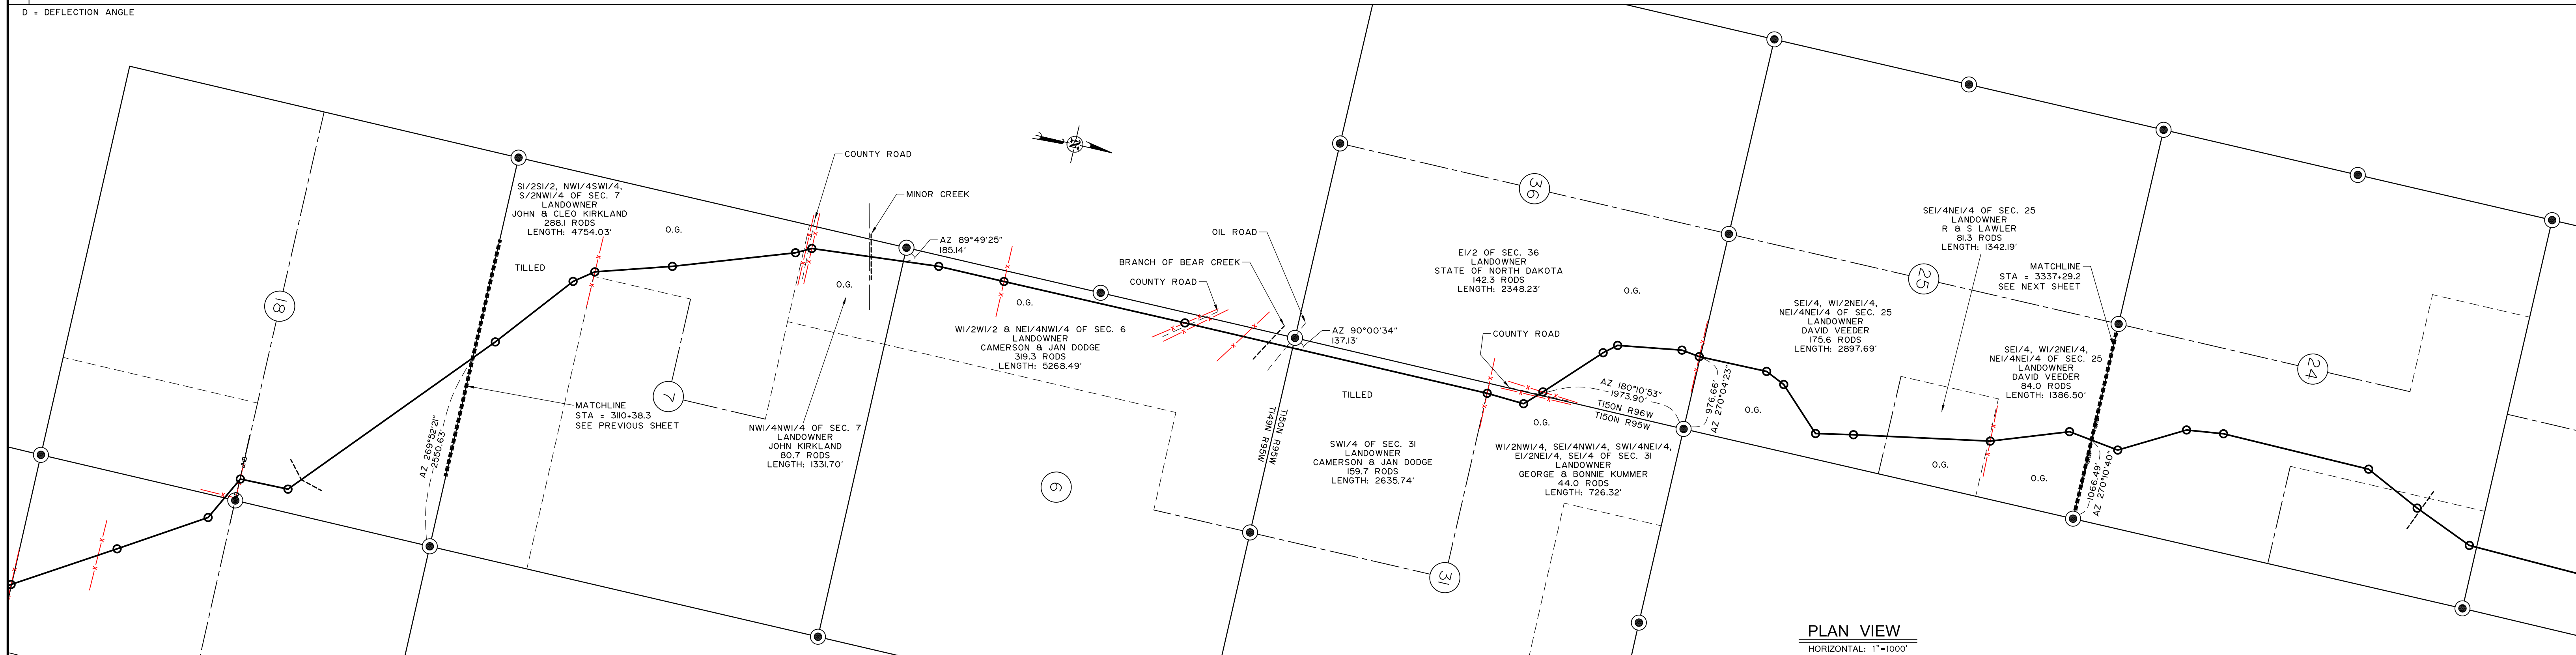 D = DEFLECTION ANGLE
18
S1/2S1/2, NW1/4SW1/4,
S/2NW1/4 OF SEC. 7
LANDOWNER
JOHN & CLEO KIRKLAND
288.1 RODS
LENGTH: 4754.03'
TILLED
O.G.
COUNTY ROAD
MINOR CREEK
AZ 89°49'25"
185.14'
O.G.
AZ 269°52'21"
2550.63'
MATCHLINE
STA = 3110+38.3
SEE PREVIOUS SHEET
7
NW1/4NW1/4 OF SEC. 7
LANDOWNER
JOHN KIRKLAND
80.7 RODS
LENGTH: 1331.70'
N
O.G.
W1/2W1/2 & NE1/4NW1/4 OF SEC. 6
LANDOWNER
CAMERSON & JAN DODGE
319.3 RODS
LENGTH: 5268.49'
6
OIL ROAD
BRANCH OF BEAR CREEK
COUNTY ROAD
AZ 90°00'34"
137.13'
T150N R95W
T149N R95W
TILLED
SW1/4 OF SEC. 31
LANDOWNER
CAMERSON & JAN DODGE
159.7 RODS
LENGTH: 2635.74'
31
36
E1/2 OF SEC. 36
LANDOWNER
STATE OF NORTH DAKOTA
142.3 RODS
LENGTH: 2348.23'
O.G.
COUNTY ROAD
AZ 180°10'53"
1973.90'
T150N R96W
T150N R95W
O.G.
W1/2NW1/4, SE1/4NW1/4, SW1/4NE1/4,
E1/2NE1/4, SE1/4 OF SEC. 31
LANDOWNER
GEORGE & BONNIE KUMMER
44.0 RODS
LENGTH: 726.32'
976.66'
AZ 270°04'23"
O.G.
SE1/4, W1/2NE1/4,
NE1/4NE1/4 OF SEC. 25
LANDOWNER
DAVID VEEDER
175.6 RODS
LENGTH: 2897.69'
25
SE1/4NE1/4 OF SEC. 25
LANDOWNER
R & S LAWLER
81.3 RODS
LENGTH: 1342.19'
MATCHLINE
STA = 3337+29.2
SEE NEXT SHEET
SE1/4, W1/2NE1/4,
NE1/4NE1/4 OF SEC. 25
LANDOWNER
DAVID VEEDER
84.0 RODS
LENGTH: 1386.50'
O.G.
O.G.
1066.49'
AZ 270°10'40"
24
PLAN VIEW
HORIZONTAL: 1"=1000'